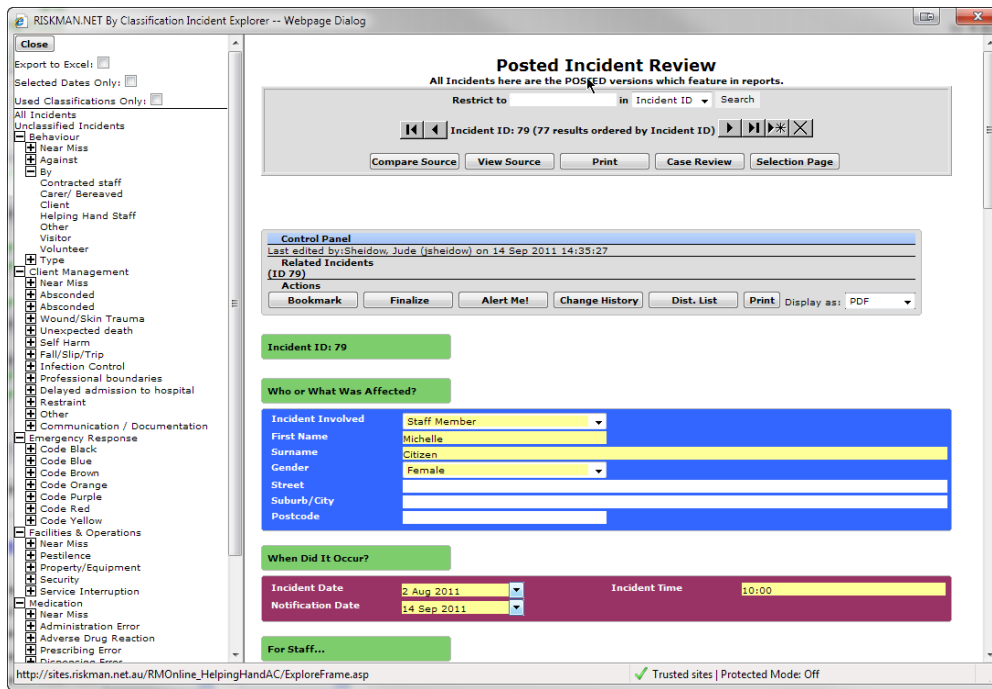 RISKMAN.NET By Classification Incident Explorer -- Webpage Dialog
Close
Export to Excel:
Selected Dates Only:
Used Classifications Only:
All Incidents
Unclassified Incidents
Behaviour
Near Miss
Against
By
Contracted staff
Carer/ Bereaved
Client
Helping Hand Staff
Other
Visitor
Volunteer
Type
Client Management
Near Miss
Absconded
Absconded
Wound/Skin Trauma
Unexpected death
Self Harm
Fall/Slip/Trip
Infection Control
Professional boundaries
Delayed admission to hospital
Restraint
Other
Communication / Documentation
Emergency Response
Code Black
Code Blue
Code Brown
Code Orange
Code Purple
Code Red
Code Yellow
Facilities & Operations
Near Miss
Pestilence
Property/Equipment
Security
Service Interruption
Medication
Near Miss
Administration Error
Adverse Drug Reaction
Prescribing Error
Dispensing Error
Posted Incident Review
All Incidents here are the POSTED versions which feature in reports.
Restrict to in Incident ID Search
Incident ID: 79 (77 results ordered by Incident ID)
Compare Source View Source Print Case Review Selection Page
Control Panel
Last edited by:Sheidow, Jude (jsheidow) on 14 Sep 2011 14:35:27
Related Incidents
(ID 79)
Actions
Bookmark Finalize Alert Me! Change History Dist. List Print Display as: PDF
Incident ID: 79
Who or What Was Affected?
Incident Involved Staff Member
First Name Michelle
Surname Citizen
Gender Female
Street
Suburb/City
Postcode
When Did It Occur?
Incident Date 2 Aug 2011 Incident Time 10:00
Notification Date 14 Sep 2011
For Staff...
http://sites.riskman.net.au/RMOnline_HelpingHandAC/ExploreFrame.asp Trusted sites | Protected Mode: Off